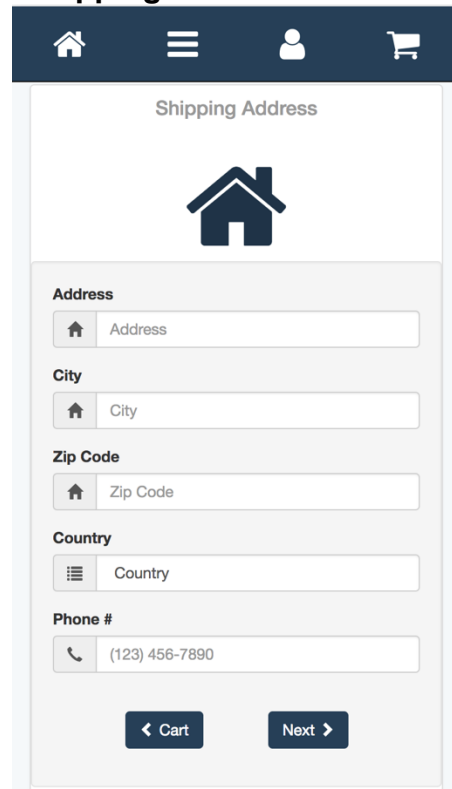 Shipping Address
Address
Address
City
City
Zip Code
Zip Code
Country
Country
Phone #
(123) 456-7890
Cart
Next